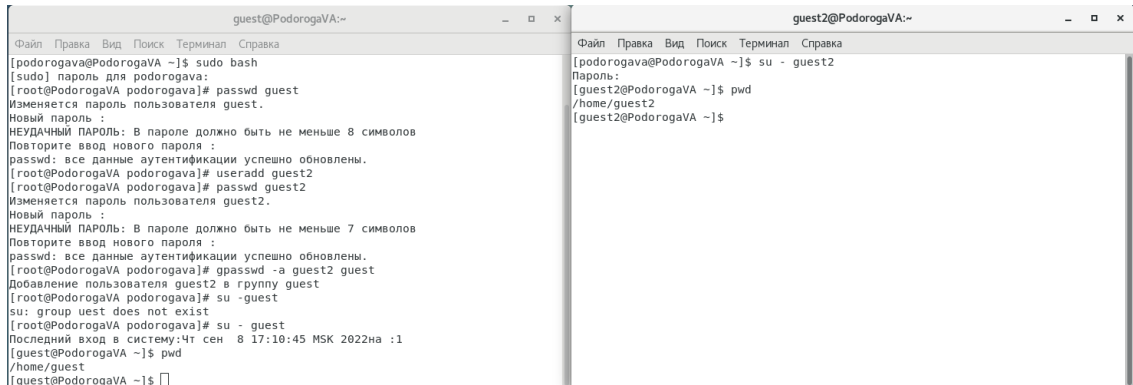 guest@PodorogaVA:~
Файл Правка Вид Поиск Терминал Справка
[podorogava@PodorogaVA ~]$ sudo bash
[sudo] пароль для podorogava:
[root@PodorogaVA podorogava]# passwd guest
Изменяется пароль пользователя guest.
Новый пароль :
НЕУДАЧНЫЙ ПАРОЛЬ: В пароле должно быть не меньше 8 символов
Повторите ввод нового пароля :
passwd: все данные аутентификации успешно обновлены.
[root@PodorogaVA podorogava]# useradd guest2
[root@PodorogaVA podorogava]# passwd guest2
Изменяется пароль пользователя guest2.
Новый пароль :
НЕУДАЧНЫЙ ПАРОЛЬ: В пароле должно быть не меньше 7 символов
Повторите ввод нового пароля :
passwd: все данные аутентификации успешно обновлены.
[root@PodorogaVA podorogava]# gpasswd -a guest2 guest
Добавление пользователя guest2 в группу guest
[root@PodorogaVA podorogava]# su -guest
su: group uest does not exist
[root@PodorogaVA podorogava]# su - guest
Последний вход в систему:Чт сен  8 17:10:45 MSK 2022на :1
[guest@PodorogaVA ~]$ pwd
/home/guest
[guest@PodorogaVA ~]$
guest2@PodorogaVA:~
Файл Правка Вид Поиск Терминал Справка
[podorogava@PodorogaVA ~]$ su - guest2
Пароль:
[guest2@PodorogaVA ~]$ pwd
/home/guest2
[guest2@PodorogaVA ~]$